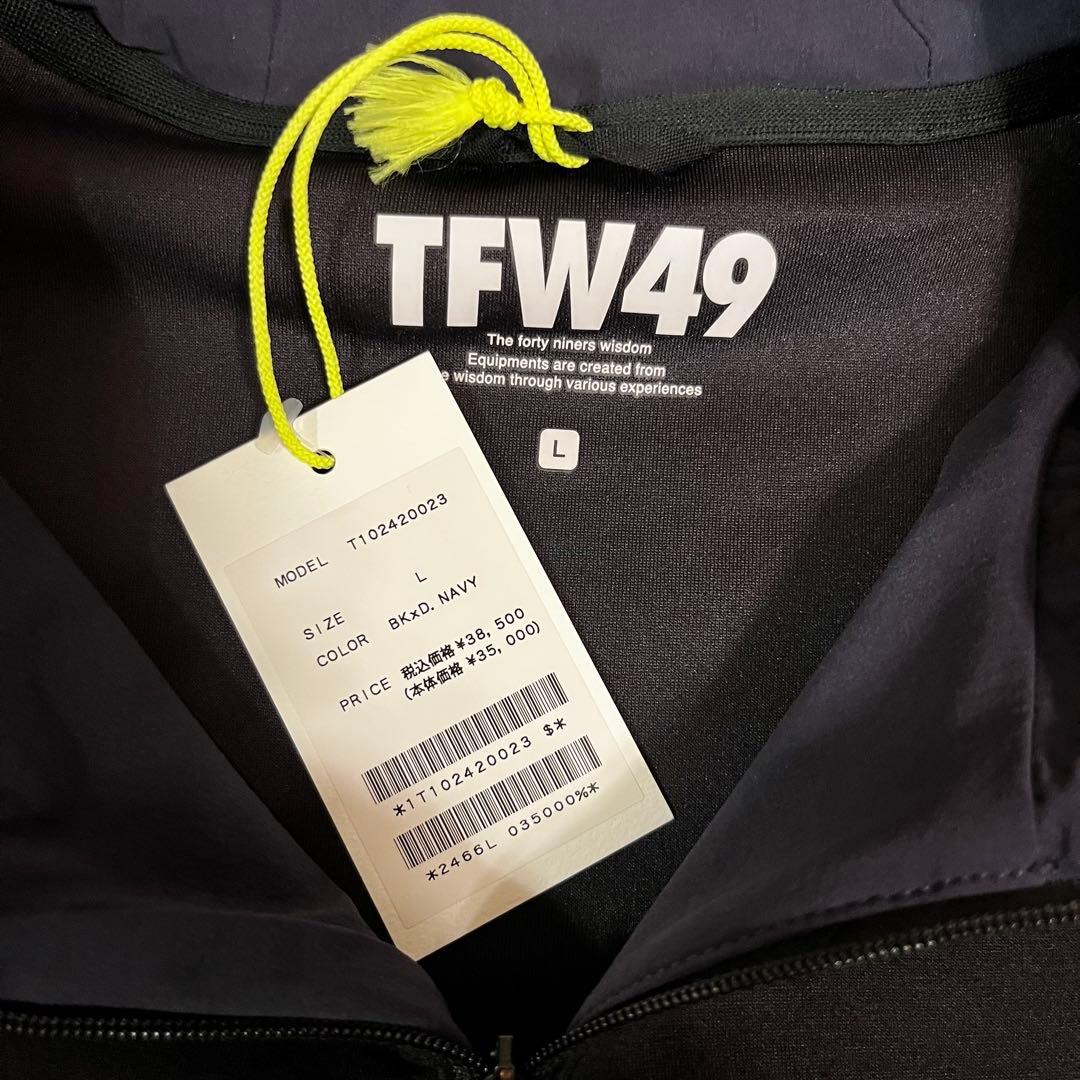 TFW49
The forty niners wisdom
Equipments are created from
wisdom through various experiences
L
MODEL T102420023
SIZE L
COLOR BKxD. NAVY
PRICE 税込価格 ¥38, 500
(本体価格 ¥35, 000)
*1T102420023 $*
*2466L 035000%*